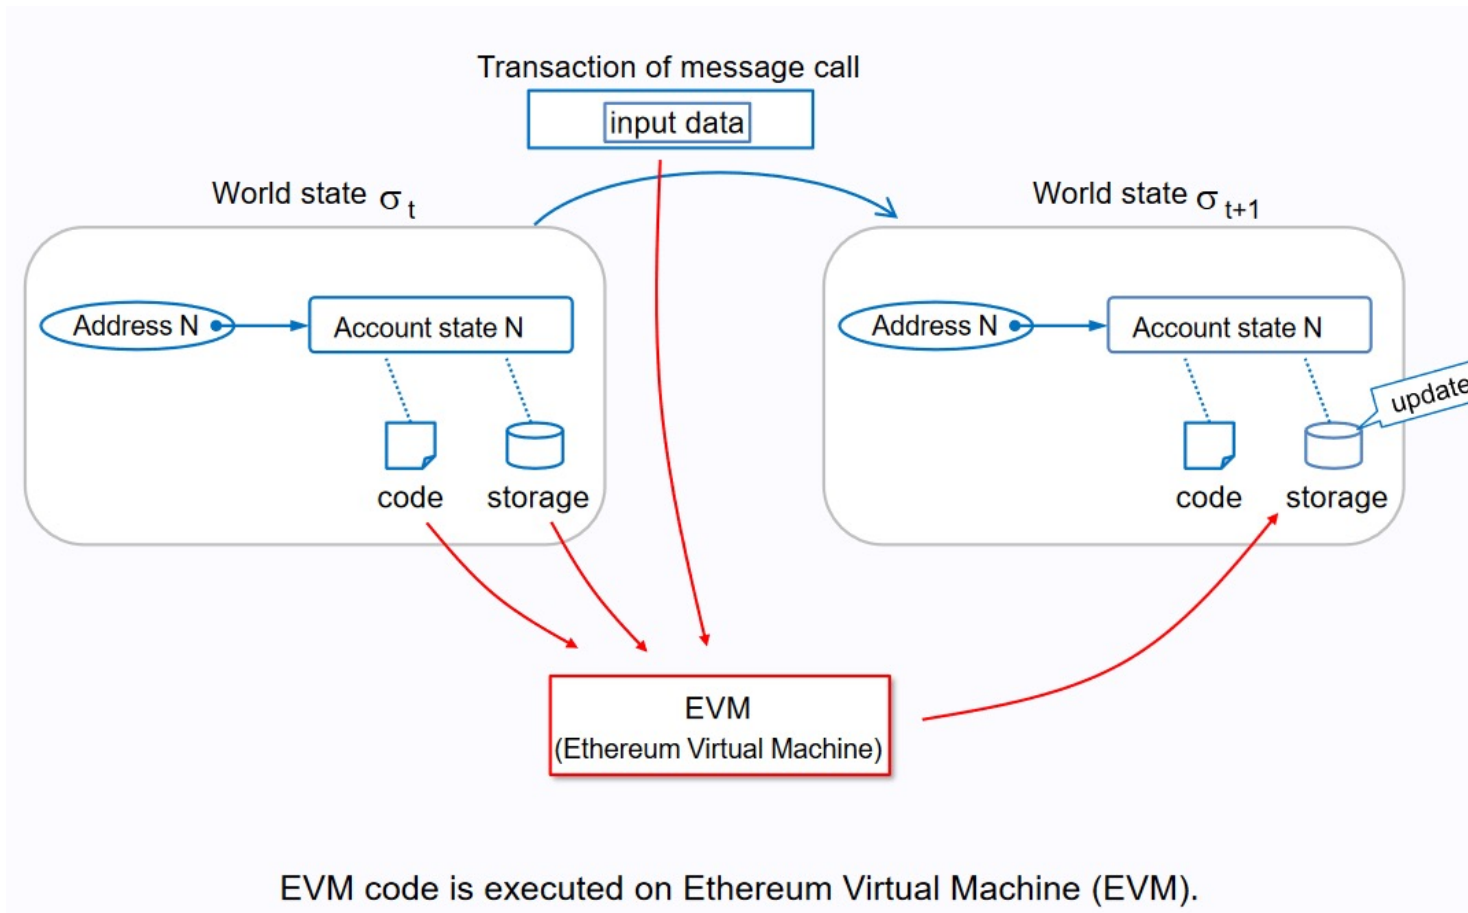 Transaction of message call
input data
World state σ t
World state σ t+1
Address N
Account state N
Address N
Account state N
update
code
storage
code
storage
EVM
(Ethereum Virtual Machine)
EVM code is executed on Ethereum Virtual Machine (EVM).